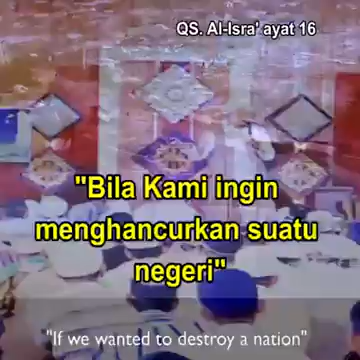 QS. Al-Isra' ayat 16
"Bila Kami ingin
menghancurkan suatu
negeri"
"If we wanted to destroy a nation"